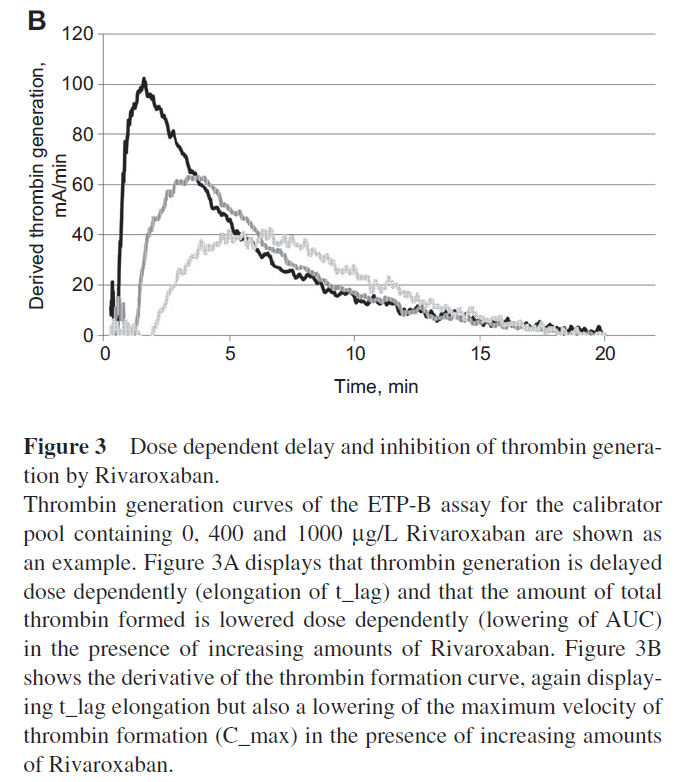 B
120
100
80
60
40
20
0
Derived thrombin generation,
mA/min
0 5 10 15 20
Time, min
Figure 3 Dose dependent delay and inhibition of thrombin genera-
tion by Rivaroxaban.
Thrombin generation curves of the ETP-B assay for the calibrator
pool containing 0, 400 and 1000 μg/L Rivaroxaban are shown as
an example. Figure 3A displays that thrombin generation is delayed
dose dependently (elongation of t_lag) and that the amount of total
thrombin formed is lowered dose dependently (lowering of AUC)
in the presence of increasing amounts of Rivaroxaban. Figure 3B
shows the derivative of the thrombin formation curve, again display-
ing t_lag elongation but also a lowering of the maximum velocity of
thrombin formation (C_max) in the presence of increasing amounts
of Rivaroxaban.